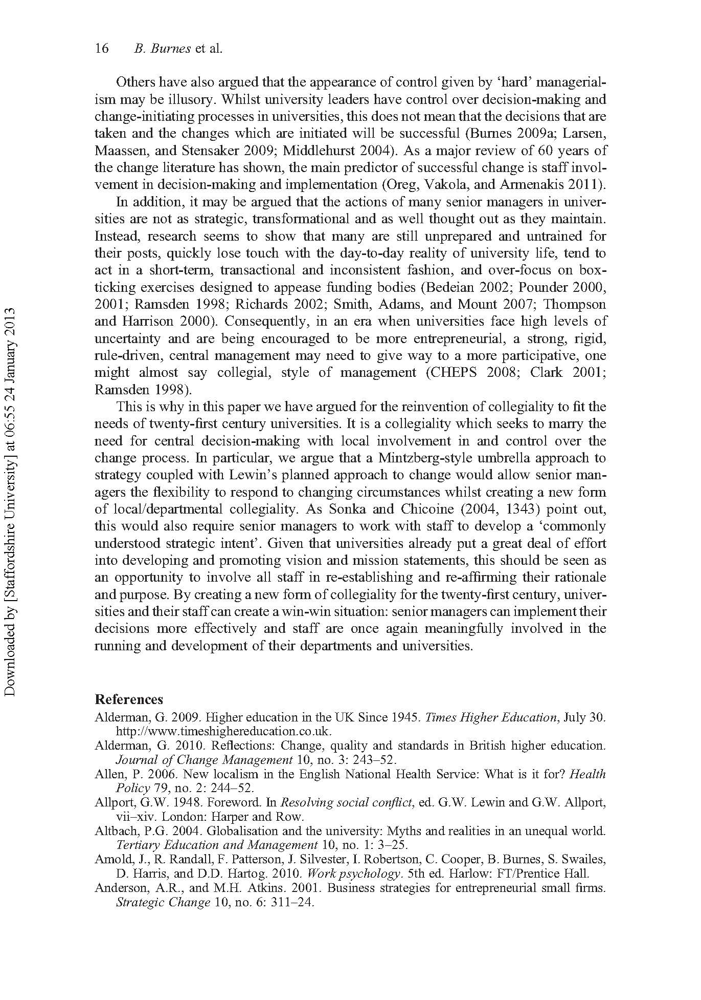 16 B. Burnes et al.
Others have also argued that the appearance of control given by ‘hard’ managerial-
ism may be illusory. Whilst university leaders have control over decision-making and
change-initiating processes in universities, this does not mean that the decisions that are
taken and the changes which are initiated will be successful (Burnes 2009a; Larsen,
Maassen, and Stensaker 2009; Middlehurst 2004). As a major review of 60 years of
the change literature has shown, the main predictor of successful change is staff invol-
vement in decision-making and implementation (Oreg, Vakola, and Armenakis 2011).
In addition, it may be argued that the actions of many senior managers in univer-
sities are not as strategic, transformational and as well thought out as they maintain.
Instead, research seems to show that many are still unprepared and untrained for
their posts, quickly lose touch with the day-to-day reality of university life, tend to
act in a short-term, transactional and inconsistent fashion, and over-focus on box-
ticking exercises designed to appease funding bodies (Bedeian 2002; Pounder 2000,
2001; Ramsden 1998; Richards 2002; Smith, Adams, and Mount 2007; Thompson
and Harrison 2000). Consequently, in an era when universities face high levels of
uncertainty and are being encouraged to be more entrepreneurial, a strong, rigid,
rule-driven, central management may need to give way to a more participative, one
might almost say collegial, style of management (CHEPS 2008; Clark 2001;
Ramsden 1998).
This is why in this paper we have argued for the reinvention of collegiality to fit the
needs of twenty-first century universities. It is a collegiality which seeks to marry the
need for central decision-making with local involvement in and control over the
change process. In particular, we argue that a Mintzberg-style umbrella approach to
strategy coupled with Lewin’s planned approach to change would allow senior man-
agers the flexibility to respond to changing circumstances whilst creating a new form
of local/departmental collegiality. As Sonka and Chicoine (2004, 1343) point out,
this would also require senior managers to work with staff to develop a ‘commonly
understood strategic intent’. Given that universities already put a great deal of effort
into developing and promoting vision and mission statements, this should be seen as
an opportunity to involve all staff in re-establishing and re-affirming their rationale
and purpose. By creating a new form of collegiality for the twenty-first century, univer-
sities and their staff can create a win-win situation: senior managers can implement their
decisions more effectively and staff are once again meaningfully involved in the
running and development of their departments and universities.
References
Alderman, G. 2009. Higher education in the UK Since 1945. Times Higher Education, July 30.
http://www.timeshighereducation.co.uk.
Alderman, G. 2010. Reflections: Change, quality and standards in British higher education.
Journal of Change Management 10, no. 3: 243–52.
Allen, P. 2006. New localism in the English National Health Service: What is it for? Health
Policy 79, no. 2: 244–52.
Allport, G.W. 1948. Foreword. In Resolving social conflict, ed. G.W. Lewin and G.W. Allport,
vii–xiv. London: Harper and Row.
Altbach, P.G. 2004. Globalisation and the university: Myths and realities in an unequal world.
Tertiary Education and Management 10, no. 1: 3–25.
Arnold, J., R. Randall, F. Patterson, J. Silvester, I. Robertson, C. Cooper, B. Burnes, S. Swailes,
D. Harris, and D.D. Hartog. 2010. Work psychology. 5th ed. Harlow: FT/Prentice Hall.
Anderson, A.R., and M.H. Atkins. 2001. Business strategies for entrepreneurial small firms.
Strategic Change 10, no. 6: 311–24.
Downloaded by [Staffordshire University] at 06:55 24 January 2013